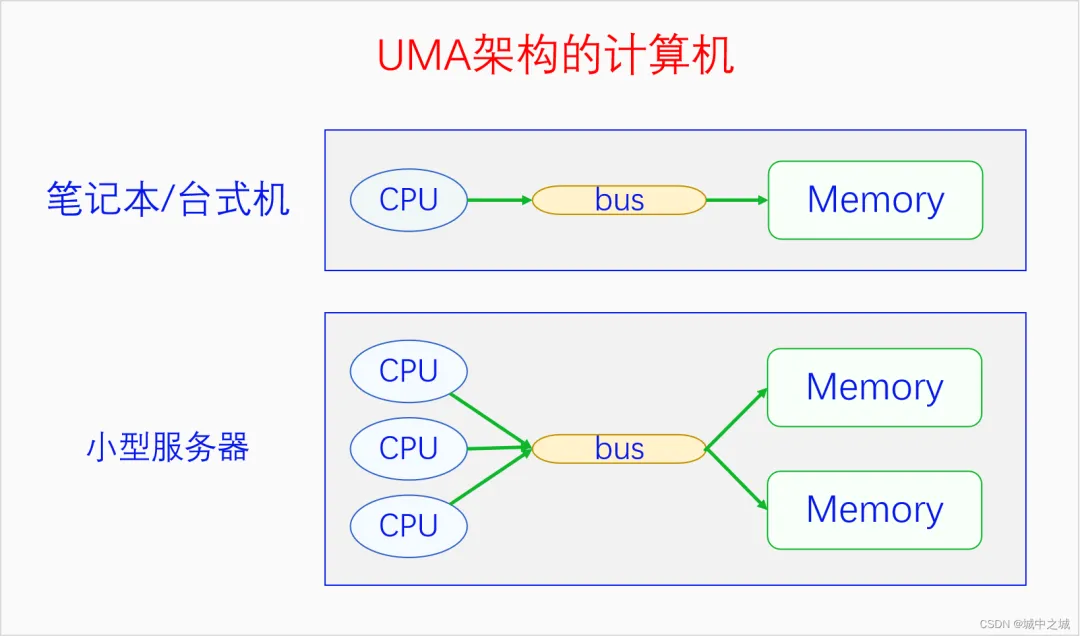 UMA架构的计算机
笔记本/台式机
CPU
bus
Memory
小型服务器
CPU
CPU
CPU
bus
Memory
Memory
CSDN @城中之城